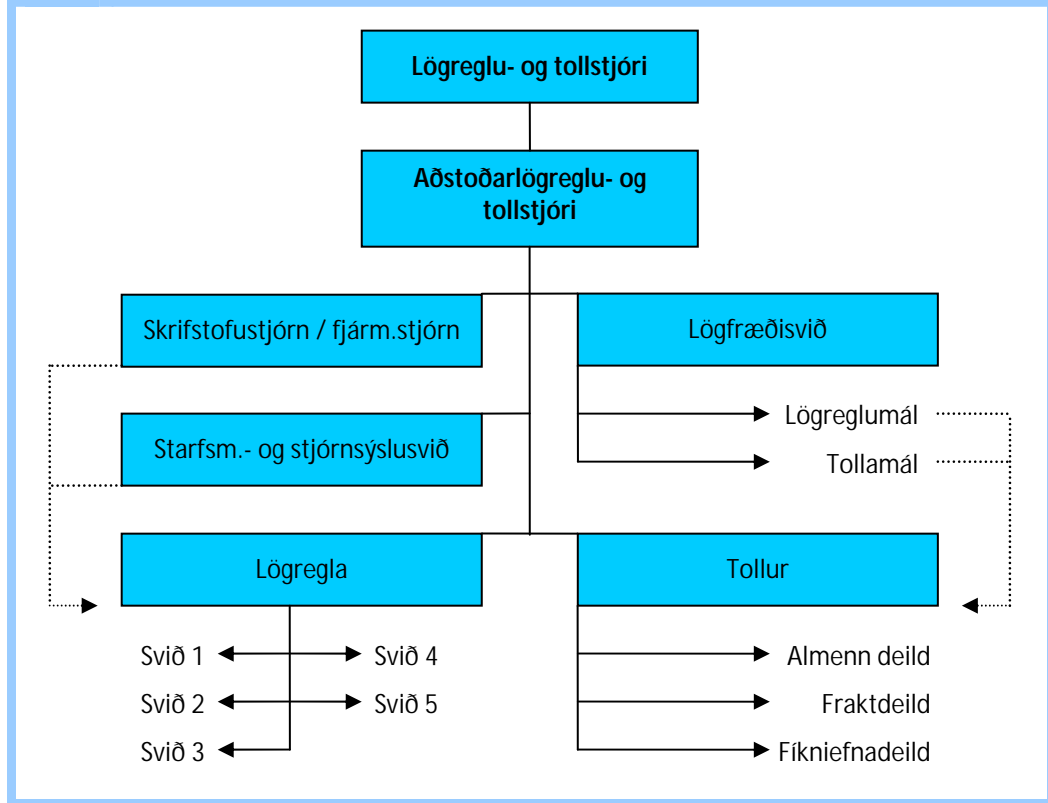 Lögreglu- og tollstjóri
Aðstoðarlögreglu- og
tollstjóri
Skrifstofustjórn / fjárm.stjórn
Lögfræðisvið
Starfsm.- og stjórnsýslusvið
Lögreglumál
Tollamál
Lögregla
Tollur
Svið 1
Svið 4
Svið 2
Svið 5
Svið 3
Almenn deild
Fraktdeild
Fíkniefnadeild